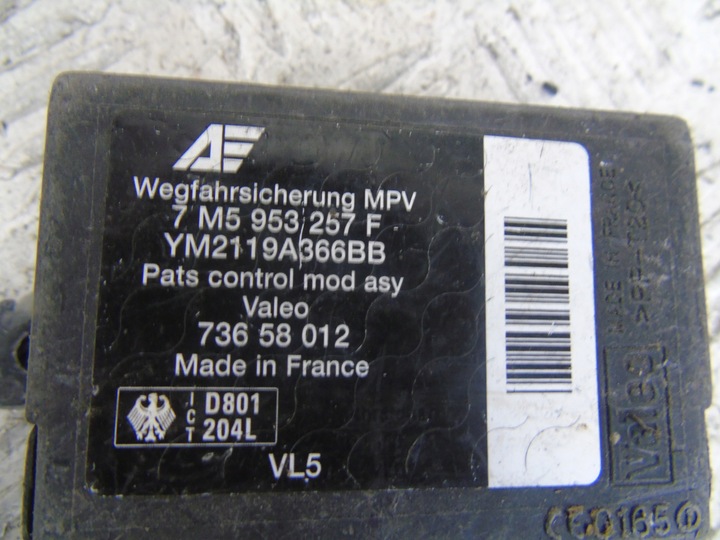 AE
Wegfahrsicherung MPV
7 M5 953 257 F
YM2119A366BB
Pats control mod asy
Valeo
736 58 012
Made in France
ICT D801
204L
VL5
MADE IN FRANCE
Valeo
CE0165